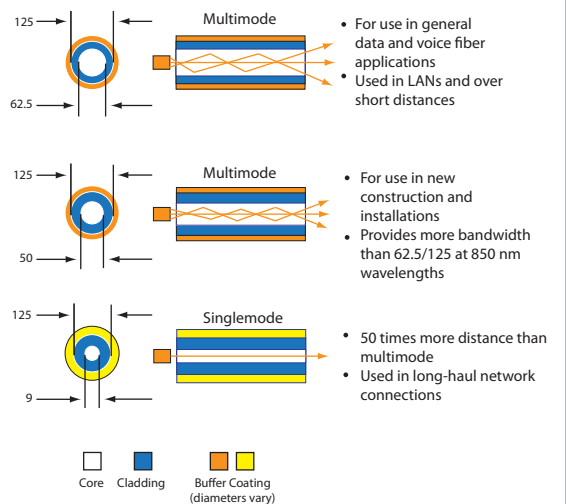 125
62.5
Multimode
• For use in general
data and voice fiber
applications
• Used in LANs and over
short distances
125
50
Multimode
• For use in new
construction and
installations
• Provides more bandwidth
than 62.5/125 at 850 nm
wavelengths
125
9
Singlemode
• 50 times more distance than
multimode
• Used in long-haul network
connections
Core
Cladding
Buffer Coating
(diameters vary)